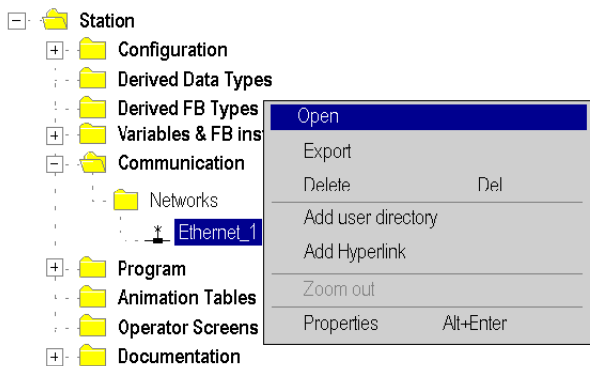 Station
Configuration
Derived Data Types
Derived FB Types
Variables & FB inst
Communication
Networks
Ethernet_1
Program
Animation Tables
Operator Screens
Documentation
Open
Export
Delete Del
Add user directory
Add Hyperlink
Zoom out
Properties Alt+Enter